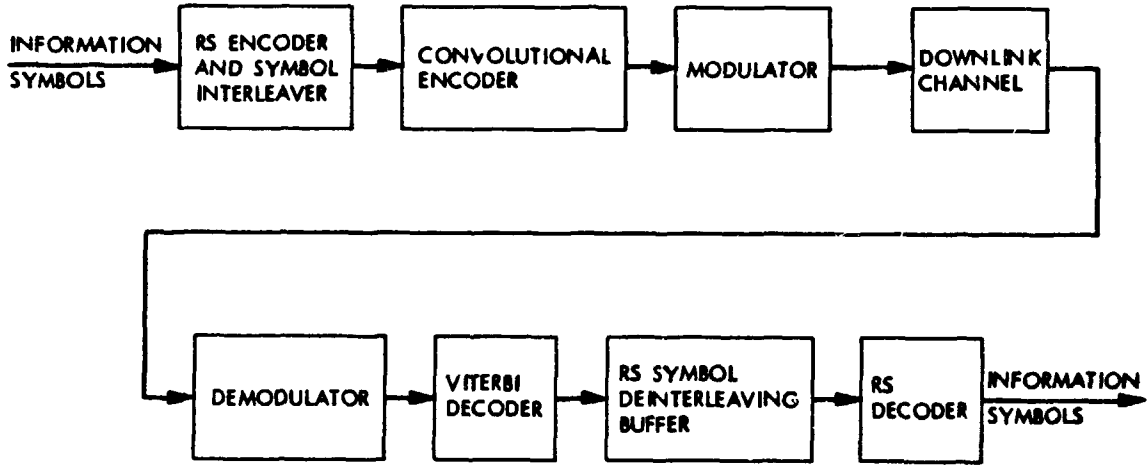 INFORMATION
SYMBOLS
RS ENCODER
AND SYMBOL
INTERLEAVER
CONVOLUTIONAL
ENCODER
MODULATOR
DOWNLINK
CHANNEL
DEMODULATOR
VITERBI
DECODER
RS SYMBOL
DEINTERLEAVING
BUFFER
RS
DECODER
INFORMATION
SYMBOLS